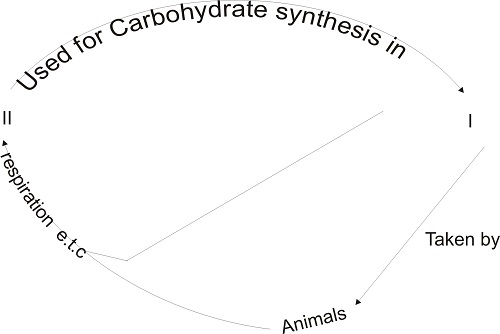 Used for Carbohydrate synthesis in
II
I
respiration e.t.c
Taken by
Animals